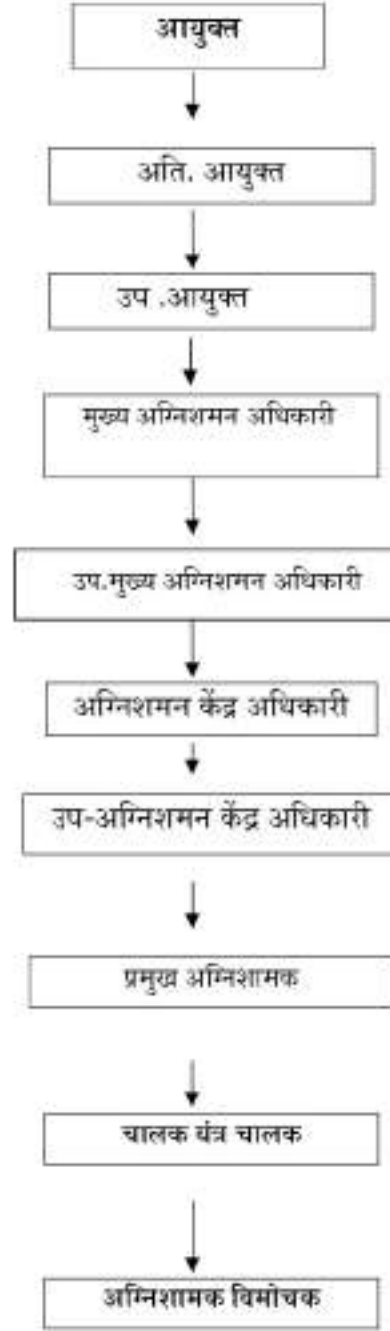 आयुक्त
अति. आयुक्त
उप .आयुक्त
मुख्य अग्निशमन अधिकारी
उप.मुख्य अग्निशमन अधिकारी
अग्निशमन केंद्र अधिकारी
उप-अग्निशमन केंद्र अधिकारी
प्रमुख अग्निशामक
चालक यंत्र चालक
अग्निशामक विमोचक